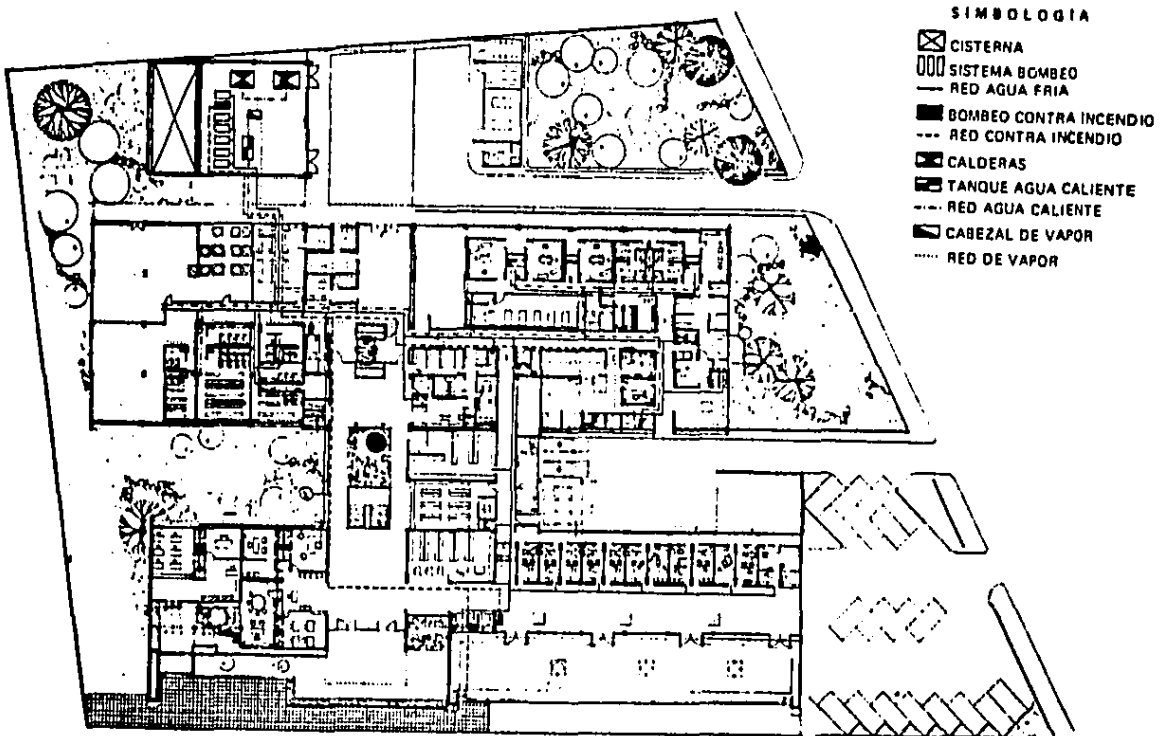 SIMBOLOGIA
CISTERNA
SISTEMA BOMBEO
RED AGUA FRIA
BOMBEO CONTRA INCENDIO
RED CONTRA INCENDIO
CALDERAS
TANQUE AGUA CALIENTE
RED AGUA CALIENTE
CABEZAL DE VAPOR
RED DE VAPOR